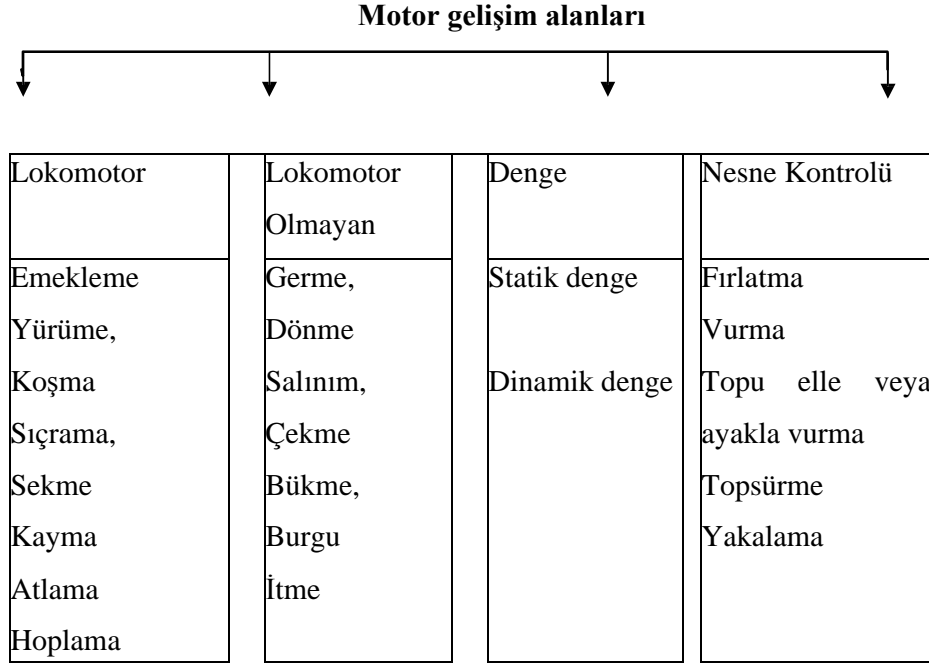 Motor gelişim alanları
Lokomotor
Emekleme
Yürüme,
Koşma
Sıçrama,
Sekme
Kayma
Atlama
Hoplama
Lokomotor
Olmayan
Germe,
Dönme
Salınım,
Çekme
Bükme,
Burgu
İtme
Denge
Statik denge
Dinamik denge
Nesne Kontrolü
Fırlatma
Vurma
Topu elle veya
ayakla vurma
Topsürme
Yakalama